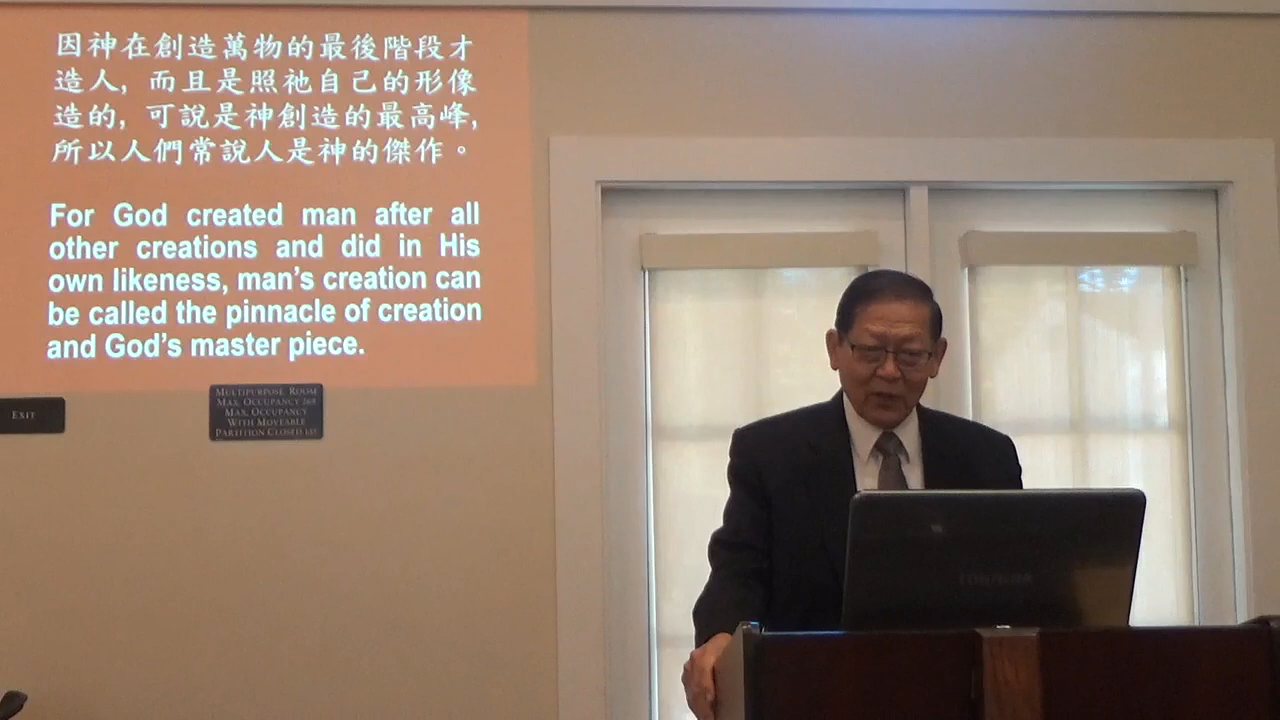 因神在創造萬物的最後階段才
造人, 而且是照祂自己的形像
造的, 可說是神創造的最高峰,
所以人們常說人是神的傑作。
For God created man after all
other creations and did in His
own likeness, man's creation can
be called the pinnacle of creation
and God's master piece.
EXIT
MULTIPURPOSE ROOM
MAX. OCCUPANCY
MAX. OCCUPANCY
WITH MOVEABLE
PARTITION CLOSED
TOSHIBA